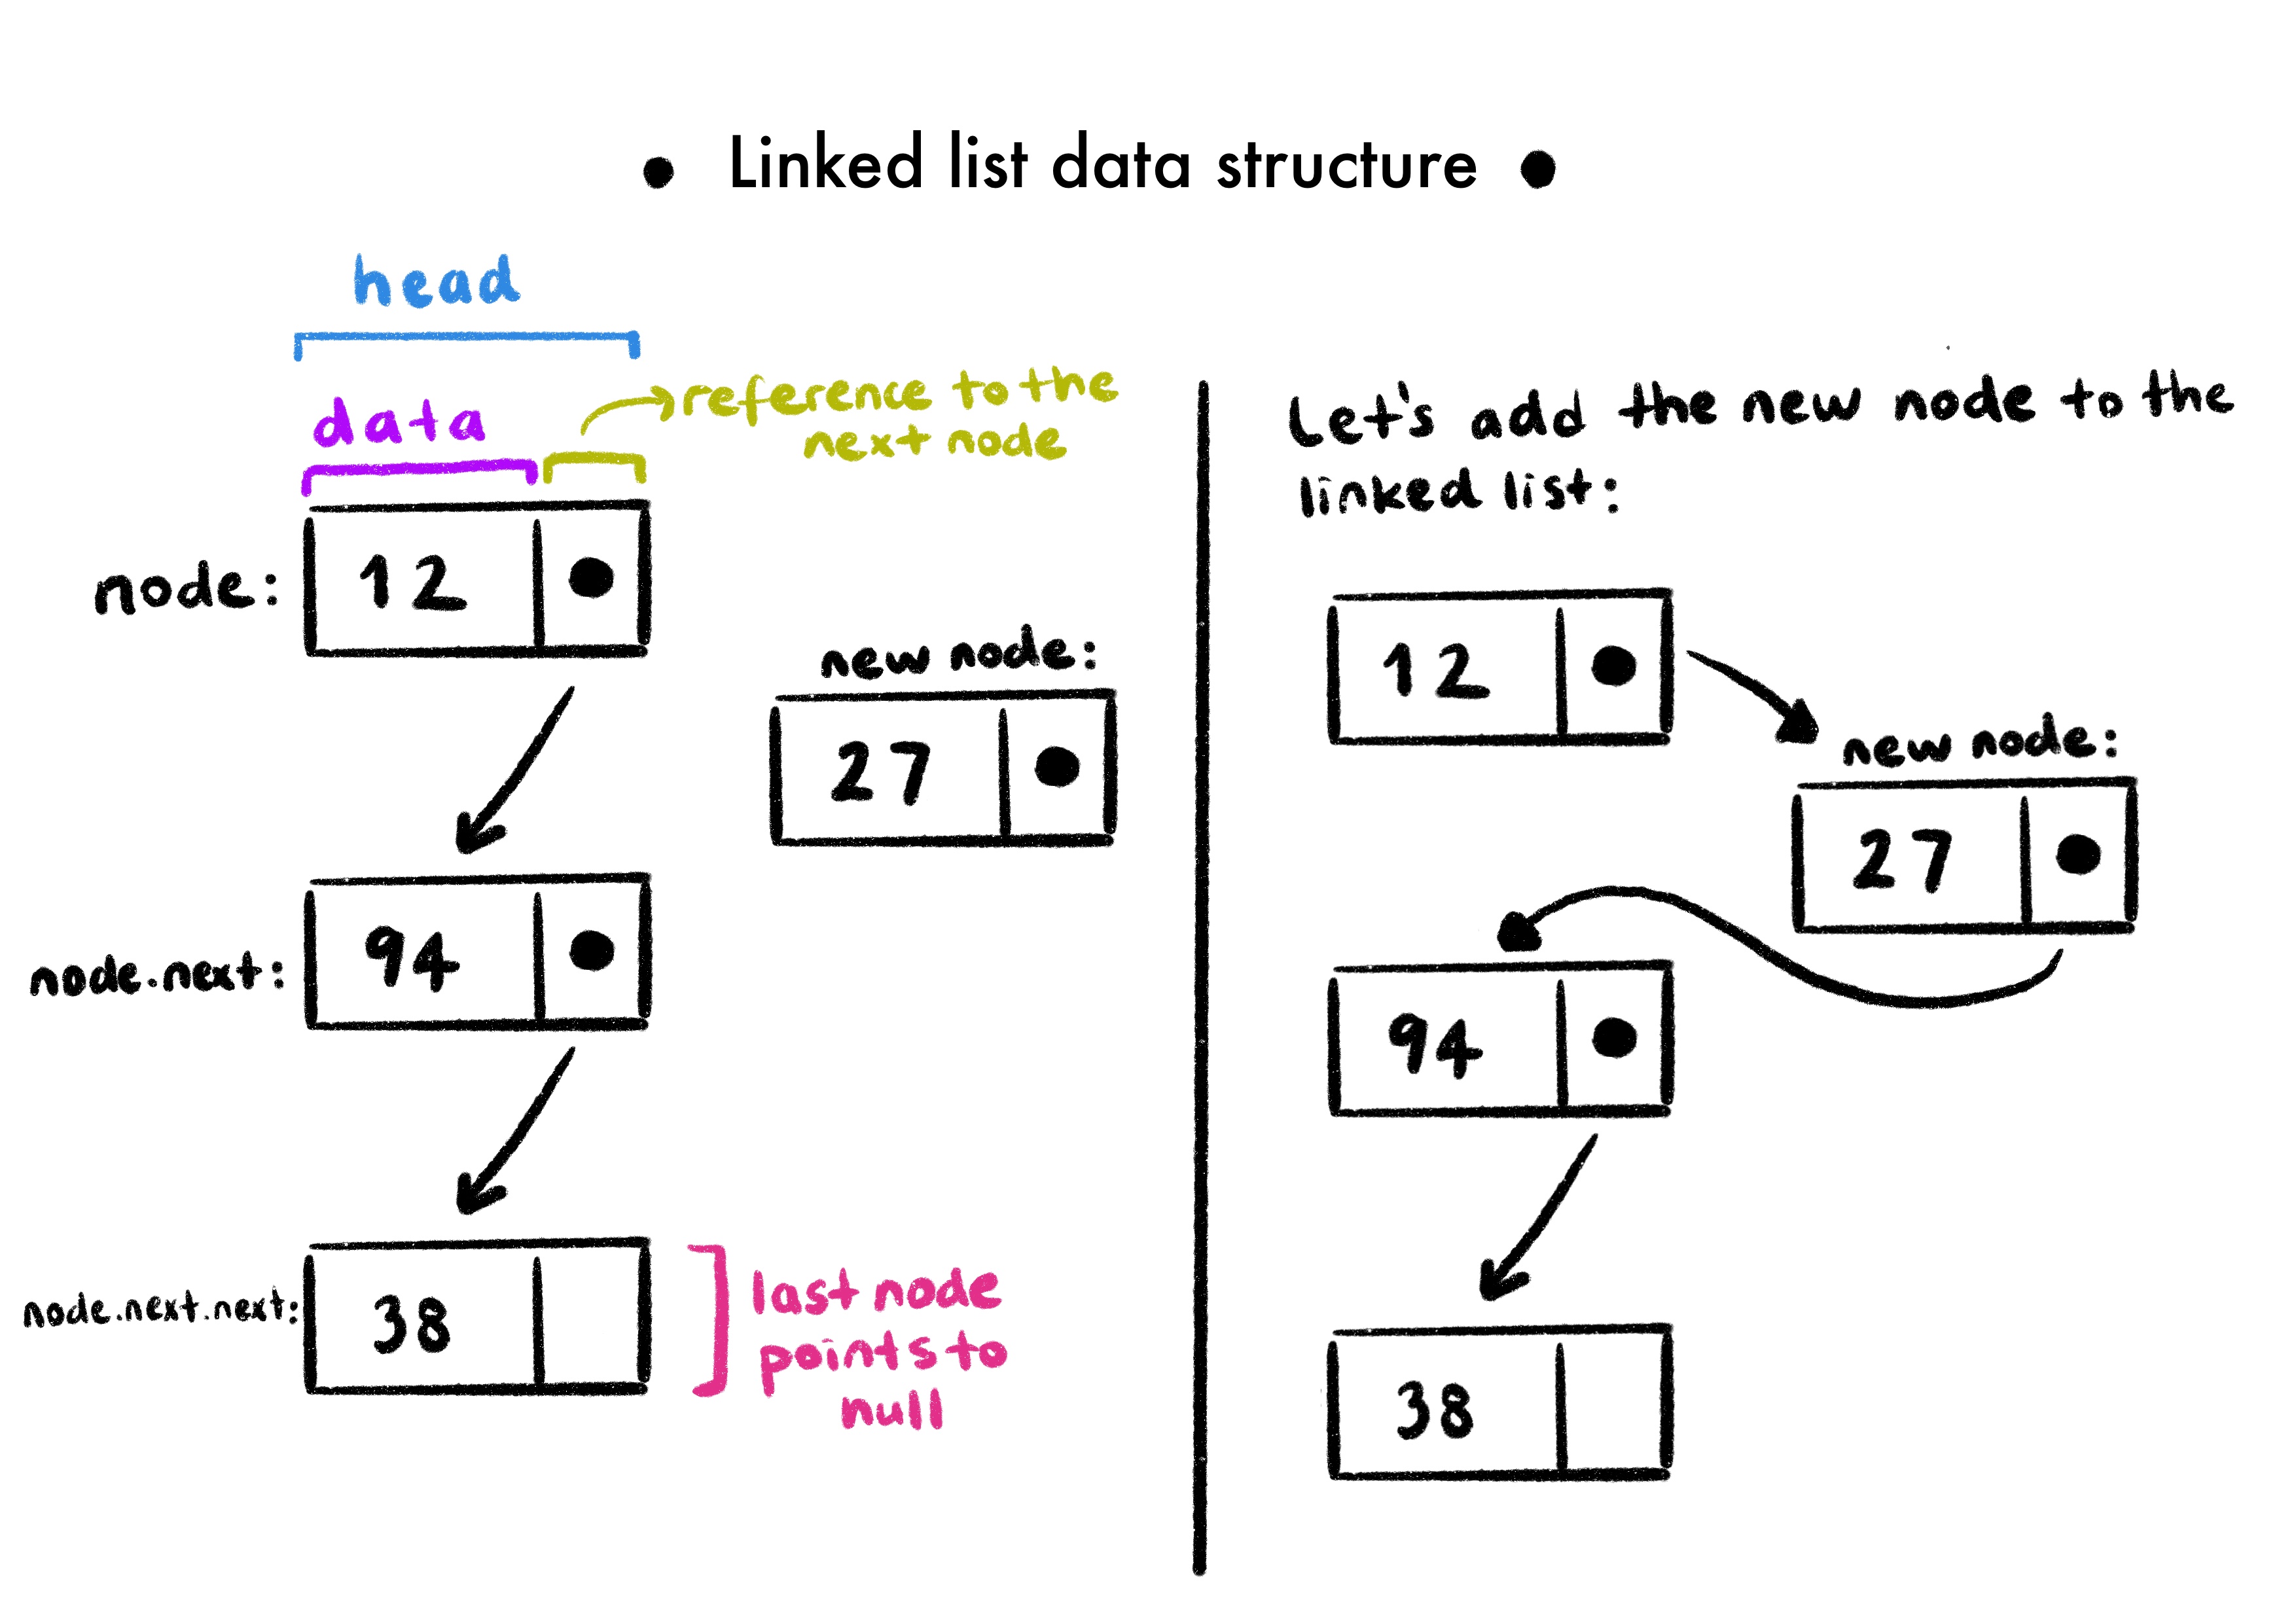 • Linked list data structure •
head
data
reference to the
next node
node:
12
new node:
27
node.next:
94
node.next.next:
38
last node
points to
null
Let's add the new node to the
linked list:
12
new node:
27
94
38